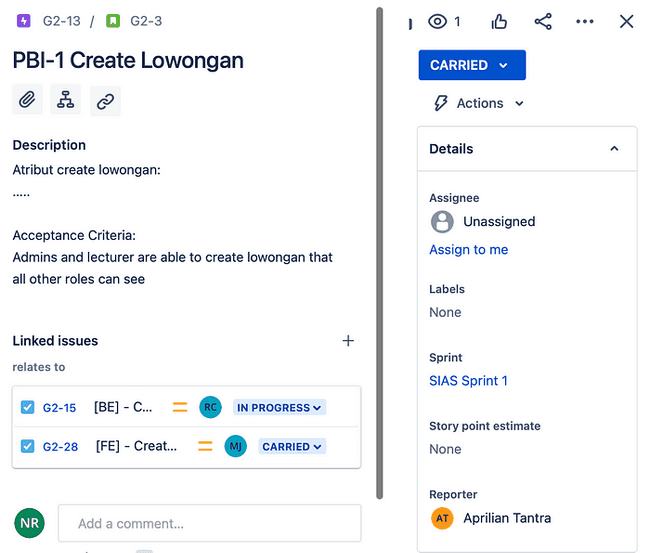 G2-13 / G2-3
1
PBI-1 Create Lowongan
CARRIED
Actions
Description
Atribut create lowongan:
.....
Acceptance Criteria:
Admins and lecturer are able to create lowongan that
all other roles can see
Linked issues
relates to
G2-15 [BE] - C... RC IN PROGRESS
G2-28 [FE] - Creat... MJ CARRIED
NR Add a comment...
Details
Assignee
Unassigned
Assign to me
Labels
None
Sprint
SIAS Sprint 1
Story point estimate
None
Reporter
AT Aprilian Tantra